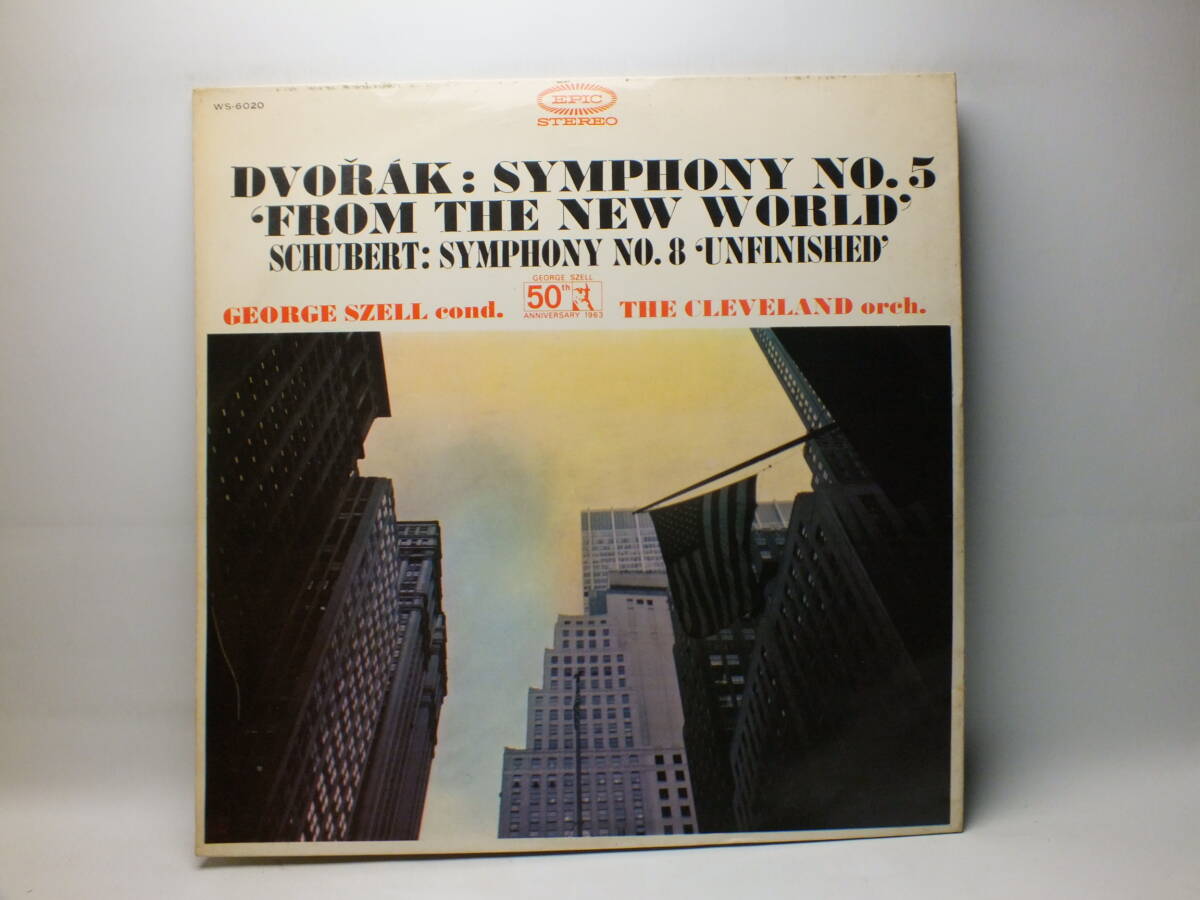 WS-6020
EPIC
STEREO
DVOŘÁK: SYMPHONY NO. 5
‘FROM THE NEW WORLD’
SCHUBERT: SYMPHONY NO. 8 ‘UNFINISHED’
GEORGE SZELL
50th
ANNIVERSARY 1963
GEORGE SZELL cond.
THE CLEVELAND orch.